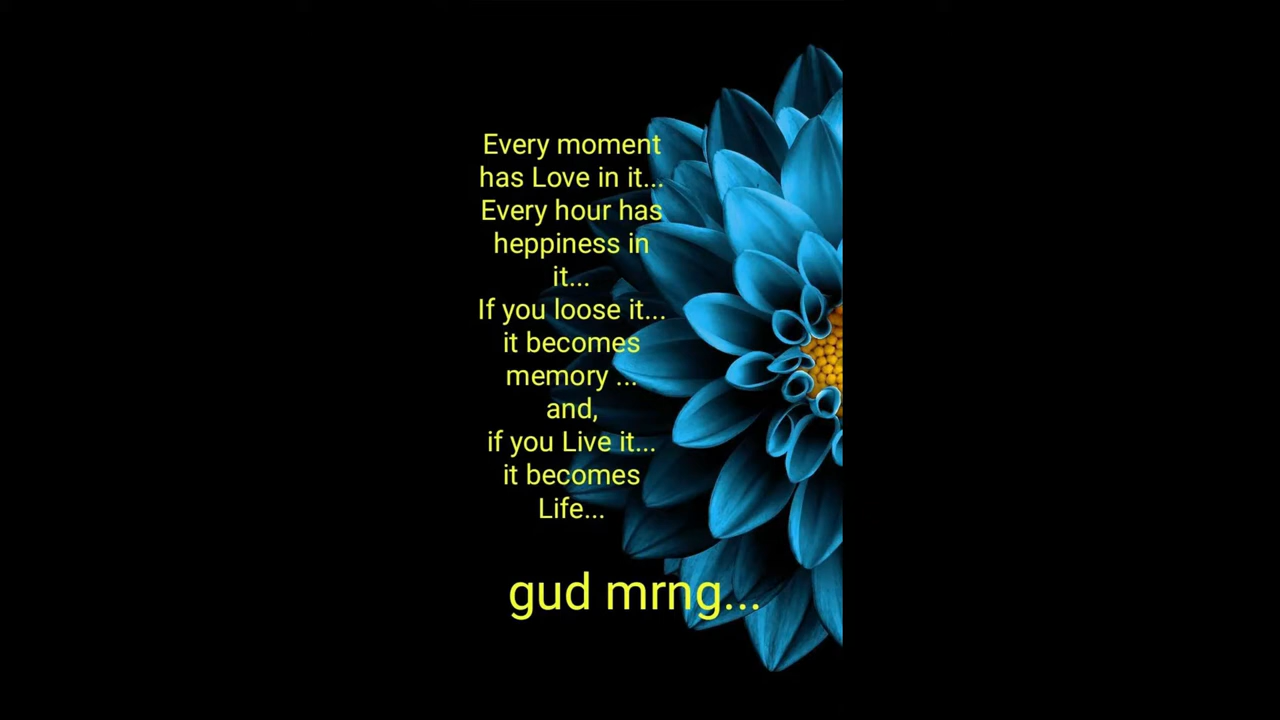 Every moment
has Love in it...
Every hour has
heppiness in
it...
If you loose it...
it becomes
memory ...
and,
if you Live it...
it becomes
Life...
gud mrng...